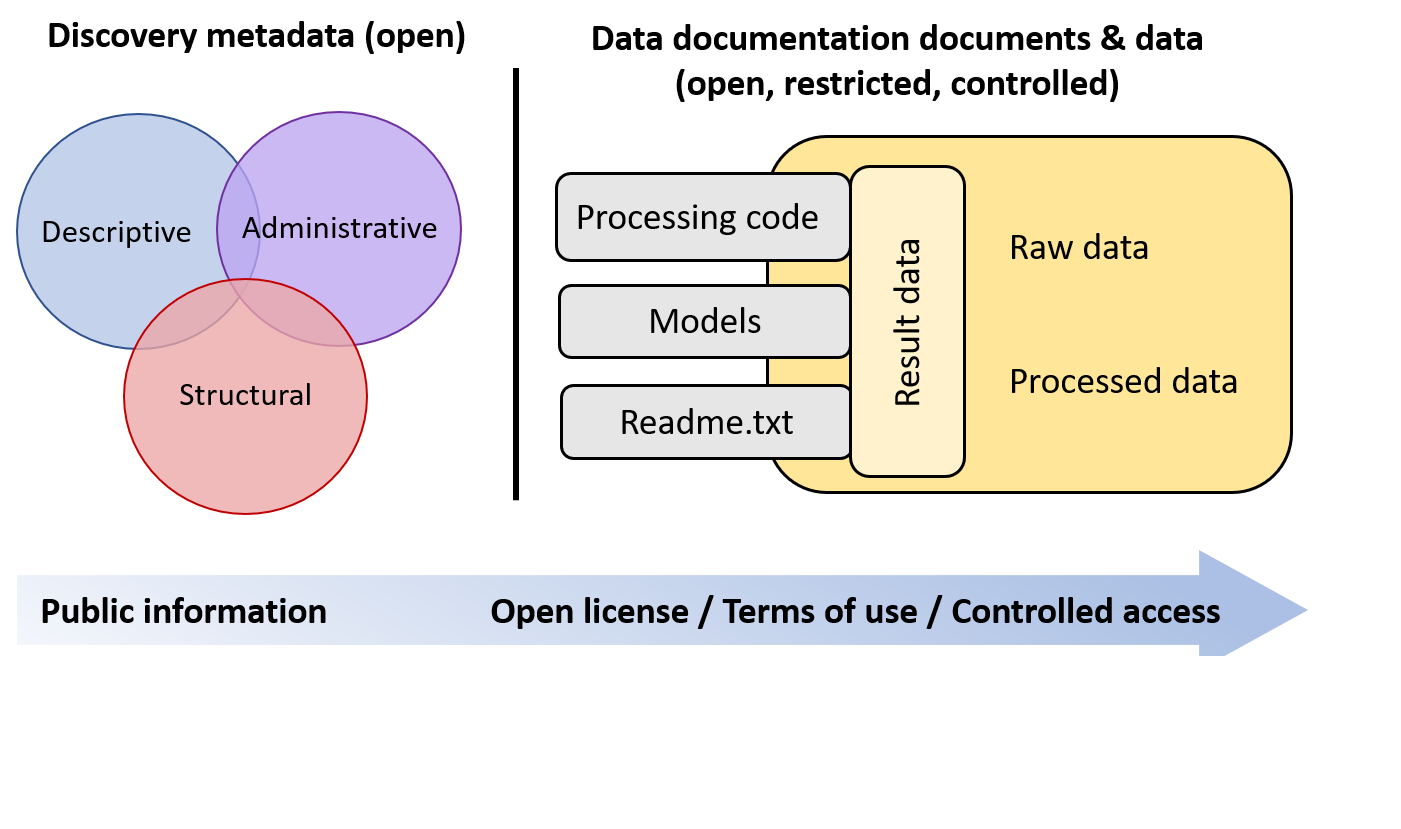 Discovery metadata (open)
Data documentation documents & data
(open, restricted, controlled)
Descriptive
Administrative
Structural
Processing code
Models
Readme.txt
Result data
Raw data
Processed data
Public information
Open license / Terms of use / Controlled access